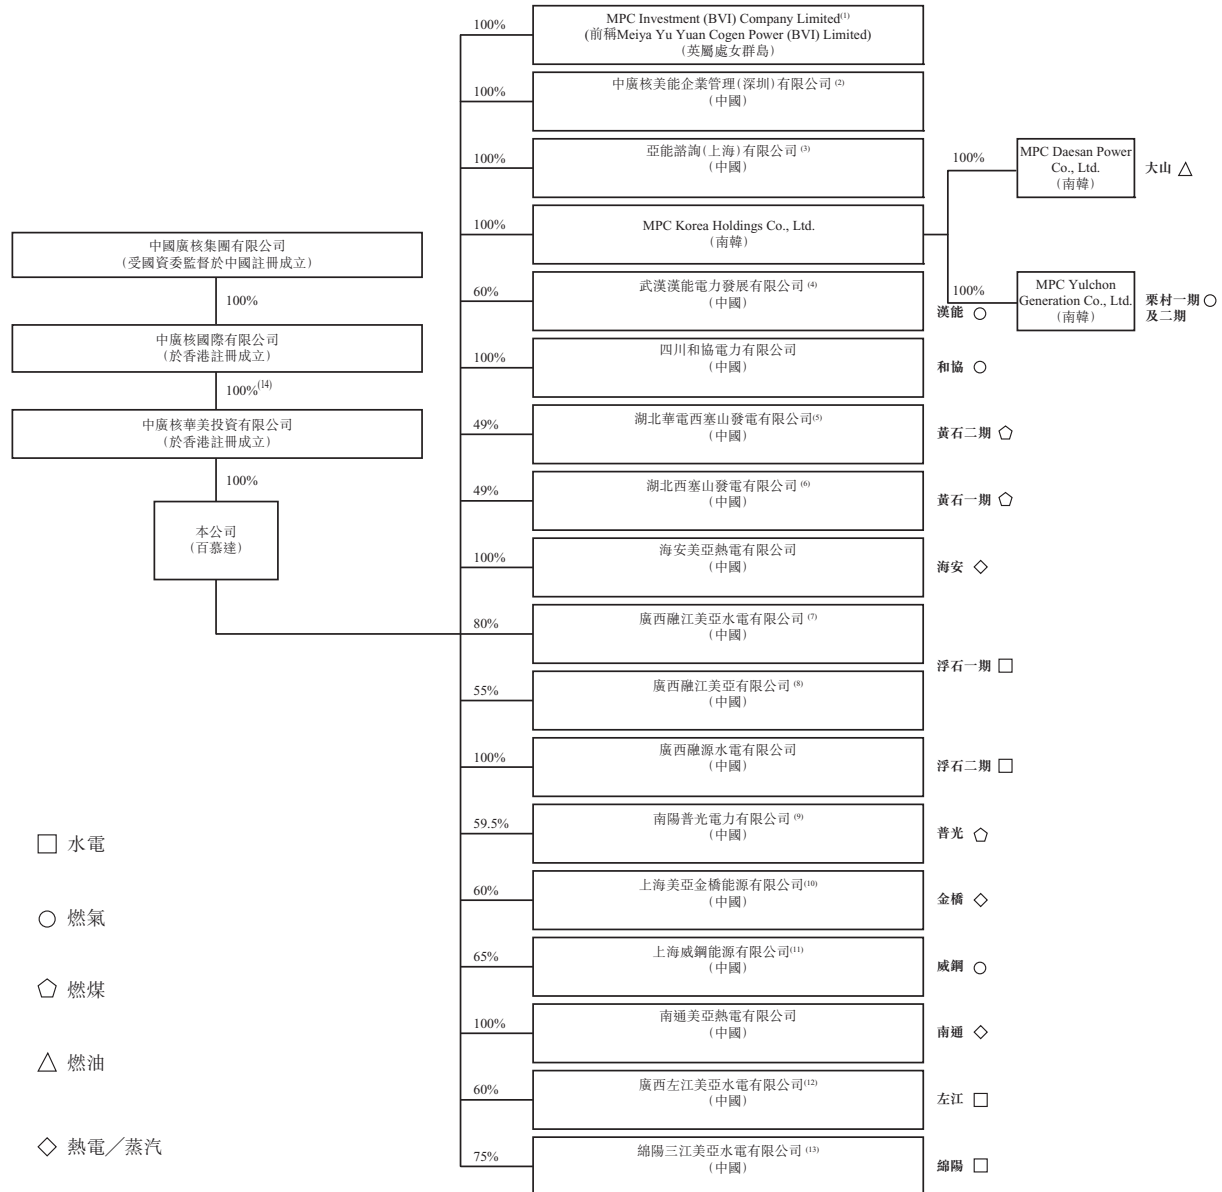 100%
MPC Investment (BVI) Company Limited(1)
(前稱Meiya Yu Yuan Cogen Power (BVI) Limited)
(英屬處女群島)
100%
中廣核美能企業管理(深圳)有限公司(2)
(中國)
100%
亞能諮詢(上海)有限公司(3)
(中國)
100%
MPC Korea Holdings Co., Ltd.
(南韓)
100%
MPC Daesan Power
Co., Ltd.
(南韓)
大山 △
100%
MPC Yulchon
Generation Co., Ltd.
(南韓)
栗村一期 ○
及二期
中國廣核集團有限公司
(受國資委監督於中國註冊成立)
100%
中廣核國際有限公司
(於香港註冊成立)
100%(14)
中廣核華美投資有限公司
(於香港註冊成立)
100%
本公司
(百慕達)
60%
武漢漢能電力發展有限公司(4)
(中國)
漢能 ○
100%
四川和協電力有限公司
(中國)
和協 ○
49%
湖北華電西塞山發電有限公司(5)
(中國)
黃石二期
49%
湖北西塞山發電有限公司(6)
(中國)
黃石一期
100%
海安美亞熱電有限公司
(中國)
海安 ◇
80%
廣西融江美亞水電有限公司(7)
(中國)
浮石一期 □
55%
廣西融江美亞有限公司(8)
(中國)
100%
廣西融源水電有限公司
(中國)
浮石二期 □
59.5%
南陽普光電力有限公司(9)
(中國)
普光
60%
上海美亞金橋能源有限公司(10)
(中國)
金橋 ◇
65%
上海威鋼能源有限公司(11)
(中國)
威鋼 ○
100%
南通美亞熱電有限公司
(中國)
南通 ◇
60%
廣西左江美亞水電有限公司(12)
(中國)
左江 □
75%
綿陽三江美亞水電有限公司(13)
(中國)
綿陽 □
□ 水電
○ 燃氣
燃煤
△ 燃油
◇ 熱電／蒸汽